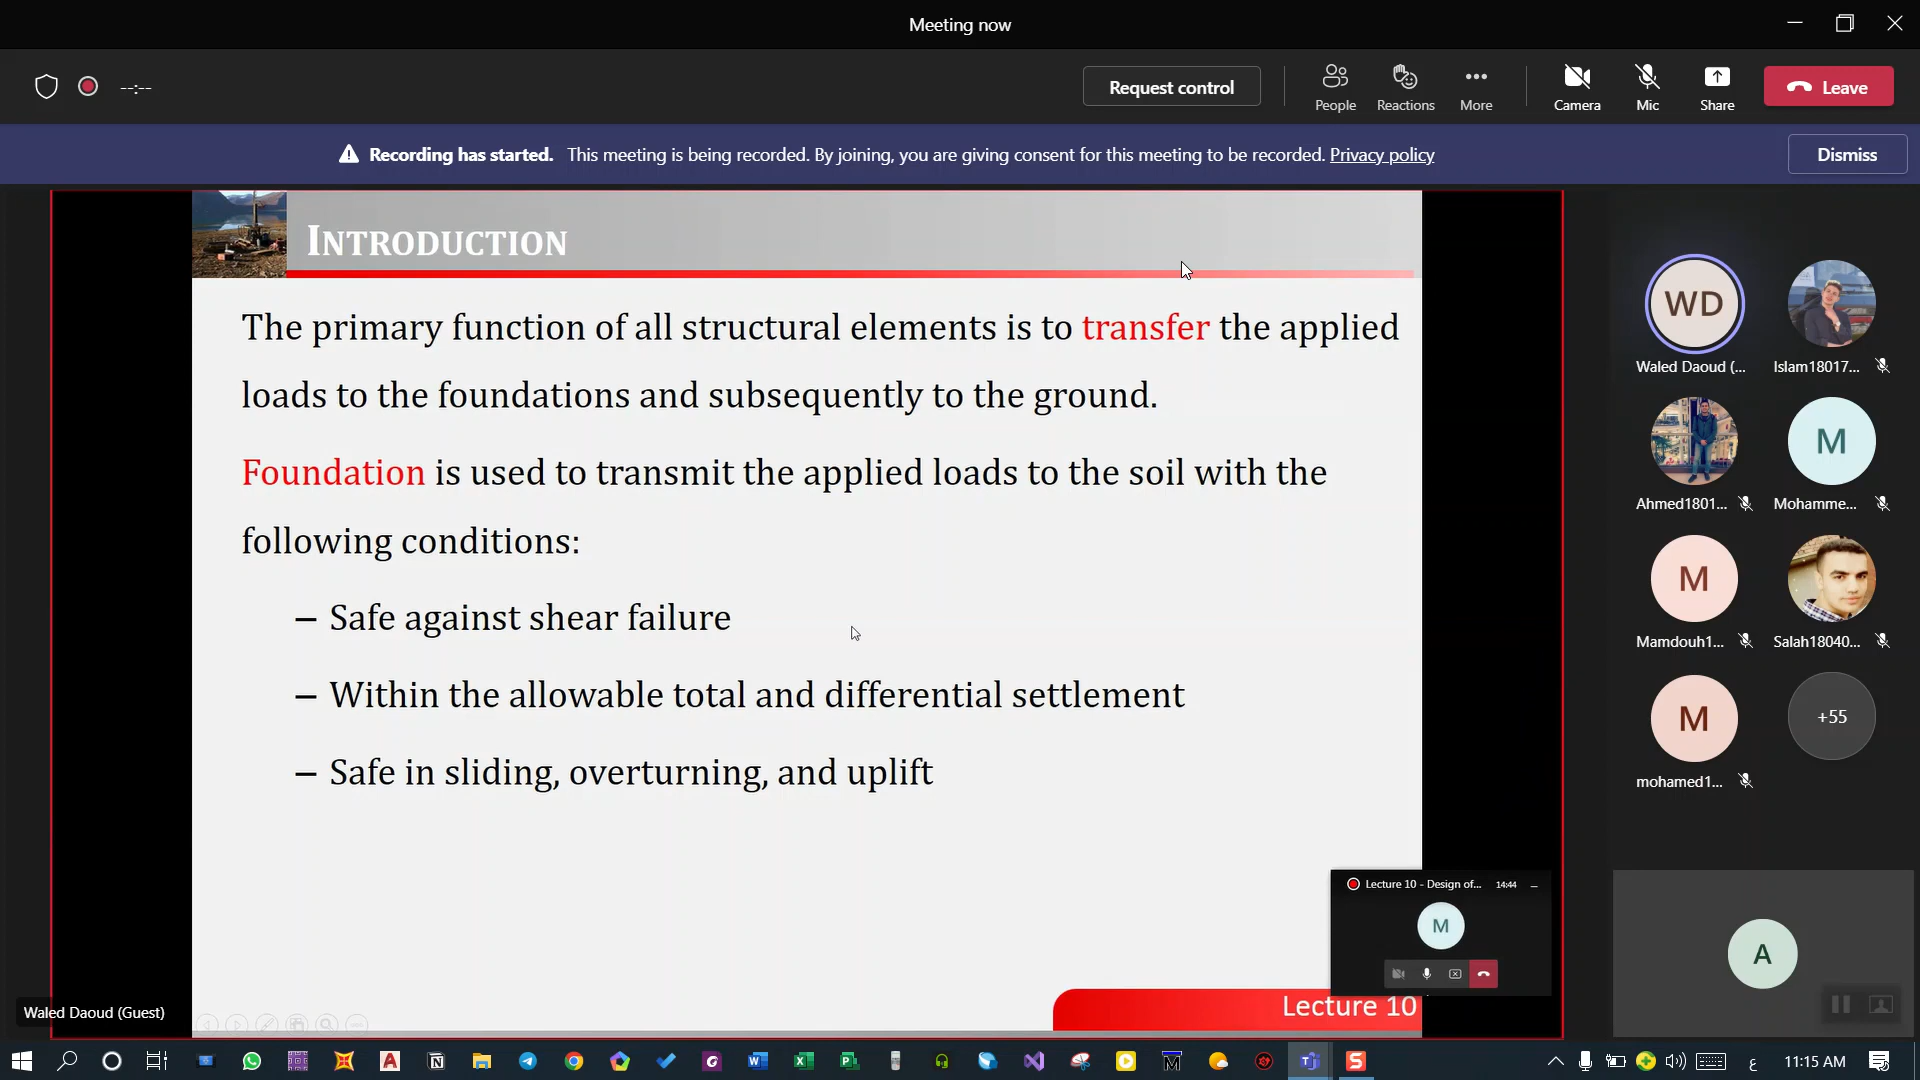 Meeting now
--:--
Request control
People
Reactions
More
Camera
Mic
Share
Leave
Recording has started. This meeting is being recorded. By joining, you are giving consent for this meeting to be recorded. Privacy policy
Dismiss
INTRODUCTION
The primary function of all structural elements is to transfer the applied
loads to the foundations and subsequently to the ground.
Foundation is used to transmit the applied loads to the soil with the
following conditions:
– Safe against shear failure
– Within the allowable total and differential settlement
– Safe in sliding, overturning, and uplift
Lecture 10
WD
Waled Daoud (...
Islam18017...
Ahmed1801...
M
Mohamme...
M
Mamdouh1...
Salah18040...
M
mohamed1...
+55
Lecture 10 - Design of... 14:44
M
A
Waled Daoud (Guest)
ع
11:15 AM